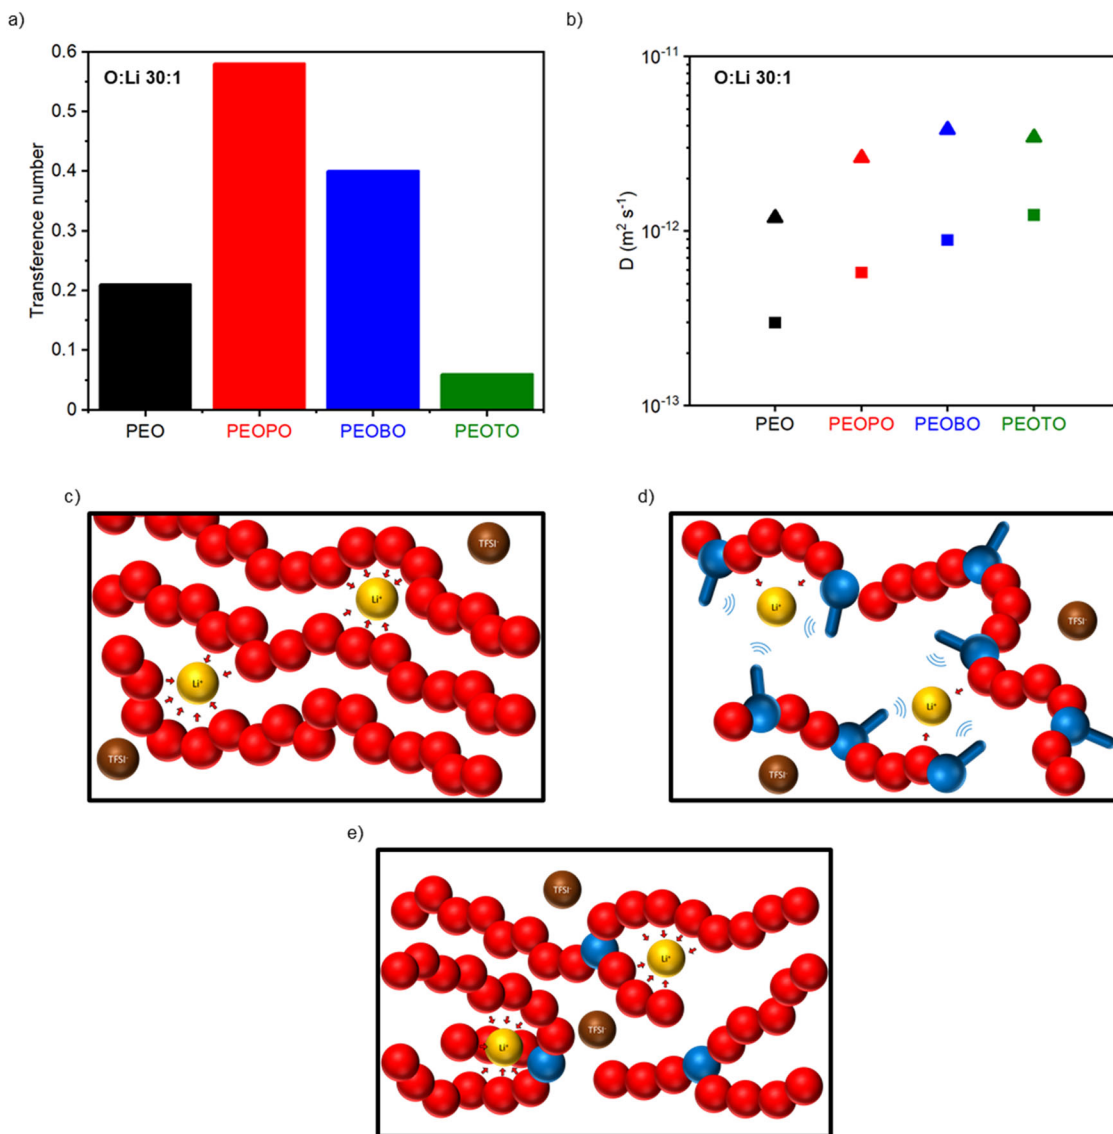 a)
O:Li 30:1
Transference number
0.6
0.5
0.4
0.3
0.2
0.1
0
PEO
PEOPO
PEOBO
PEOTO
b)
O:Li 30:1
D (m² s⁻¹)
10⁻¹¹
10⁻¹²
10⁻¹³
PEO
PEOPO
PEOBO
PEOTO
c)
TFSI⁻
Li⁺
Li⁺
TFSI⁻
d)
Li⁺
TFSI⁻
Li⁺
TFSI⁻
e)
TFSI⁻
Li⁺
TFSI⁻
Li⁺